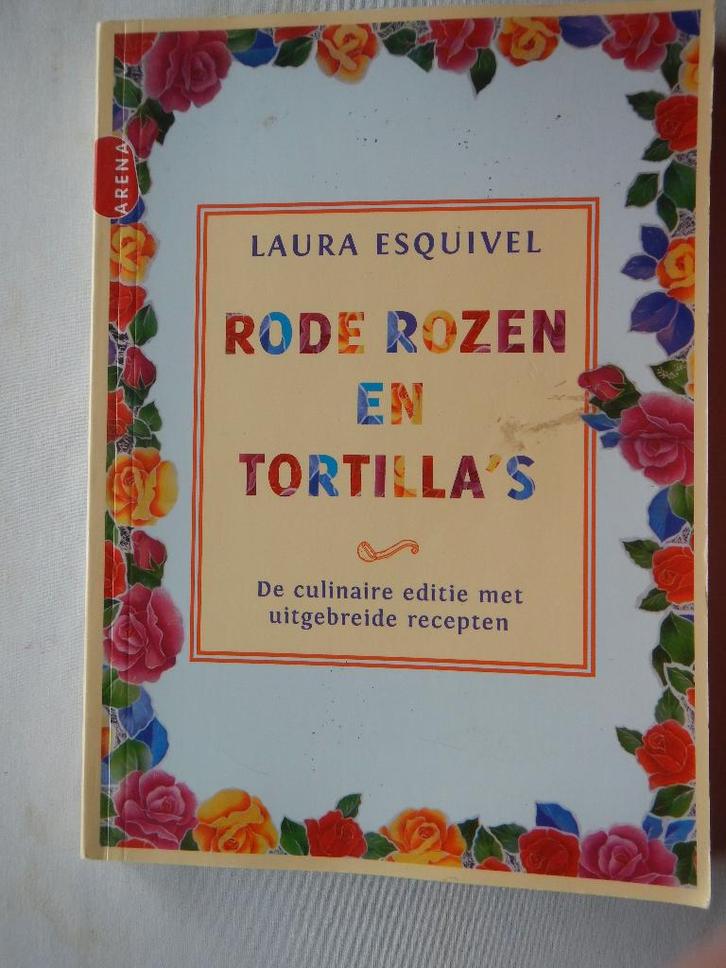 ARENA
LAURA ESQUIVEL
RODE ROZEN
EN
TORTILLA'S
De culinaire editie met
uitgebreide recepten